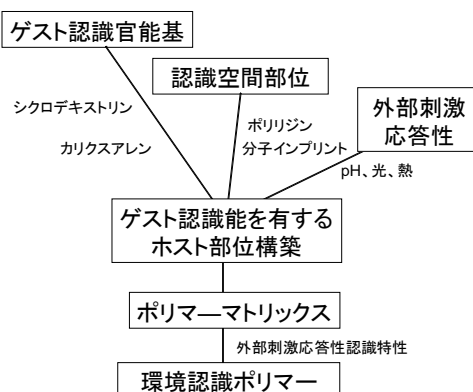 ゲスト認識官能基
認識空間部位
外部刺激
応答性
シクロデキストリン
カリクスアレン
ポリリジン
分子インプリント
pH、光、熱
ゲスト認識能を有する
ホスト部位構築
ポリマ―マトリックス
外部刺激応答性認識特性
環境認識ポリマー